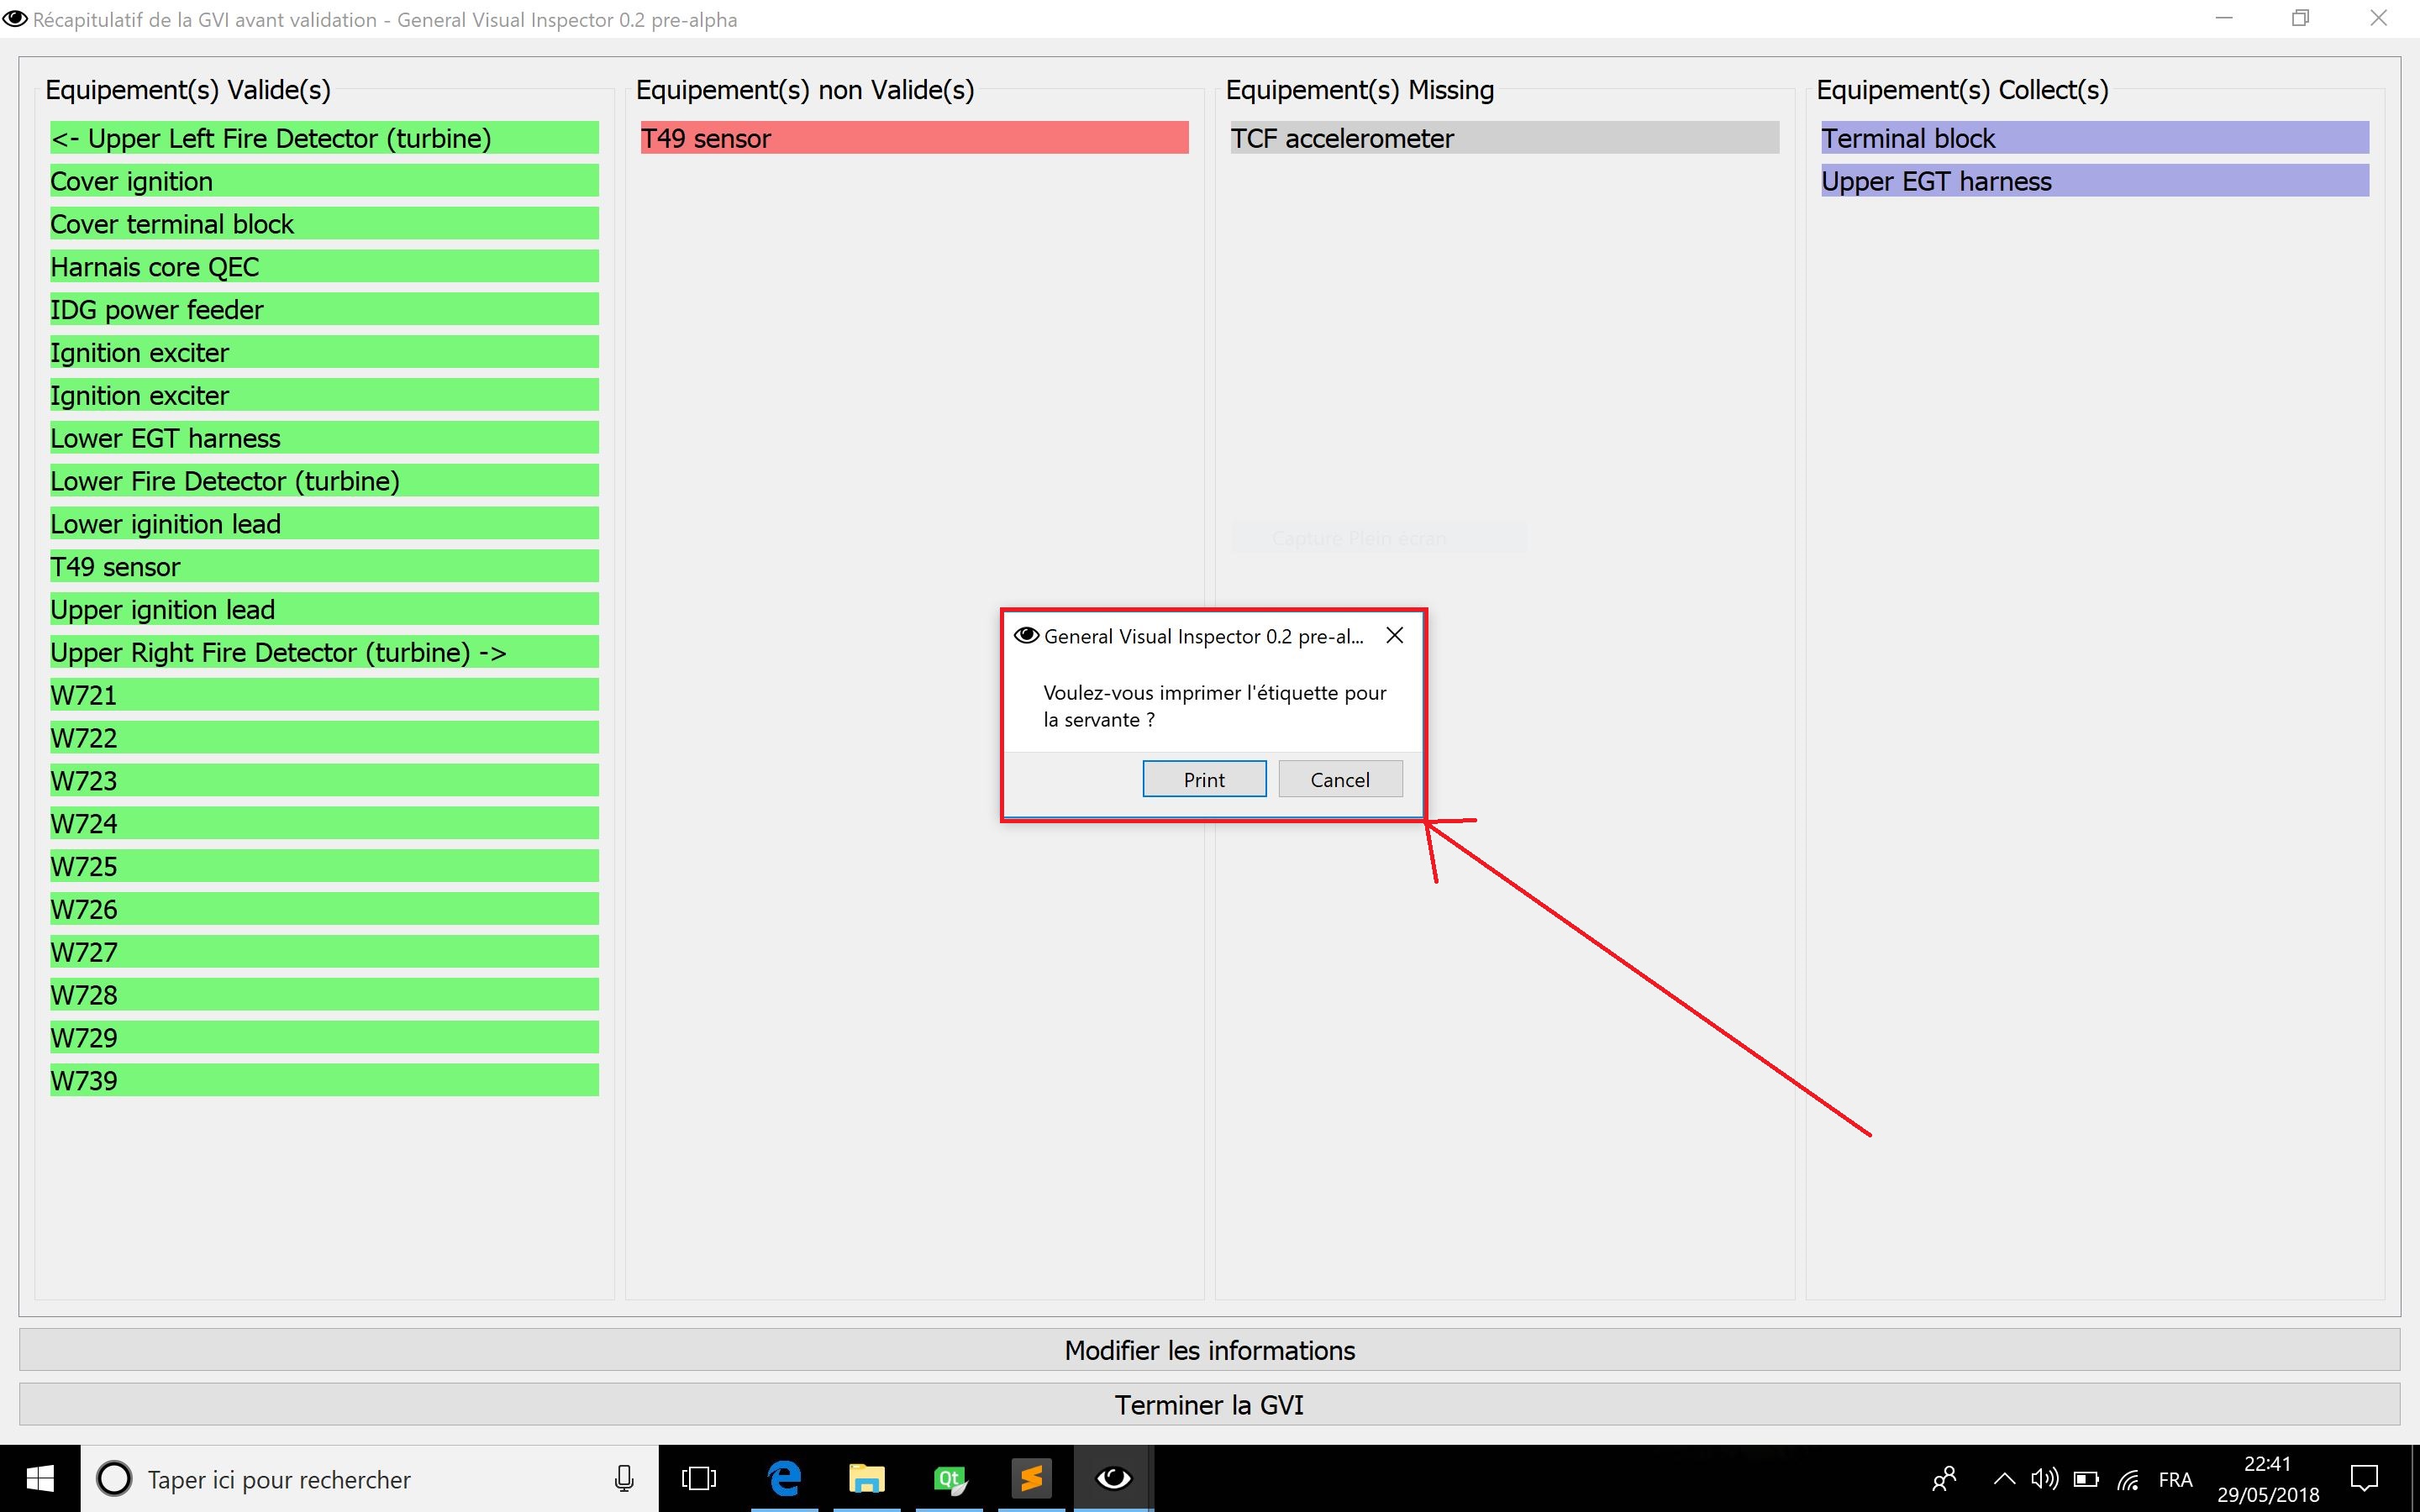 Récapitulatif de la GVI avant validation - General Visual Inspector 0.2 pre-alpha
Equipement(s) Valide(s)
<- Upper Left Fire Detector (turbine)
Cover ignition
Cover terminal block
Harnais core QEC
IDG power feeder
Ignition exciter
Ignition exciter
Lower EGT harness
Lower Fire Detector (turbine)
Lower iginition lead
T49 sensor
Upper ignition lead
Upper Right Fire Detector (turbine) ->
W721
W722
W723
W724
W725
W726
W727
W728
W729
W739
Equipement(s) non Valide(s)
T49 sensor
Equipement(s) Missing
TCF accelerometer
Equipement(s) Collect(s)
Terminal block
Upper EGT harness
Capture Plein écran
General Visual Inspector 0.2 pre-al...
Voulez-vous imprimer l'étiquette pour
la servante ?
Print
Cancel
Modifier les informations
Terminer la GVI
Taper ici pour rechercher
Qt
FRA
22:41
29/05/2018